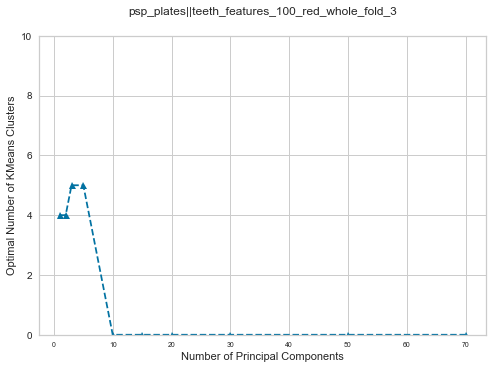 psp_plates||teeth_features_100_red_whole_fold_3
Optimal Number of KMeans Clusters
10
8
6
4
2
0
0 10 20 30 40 50 60 70
Number of Principal Components